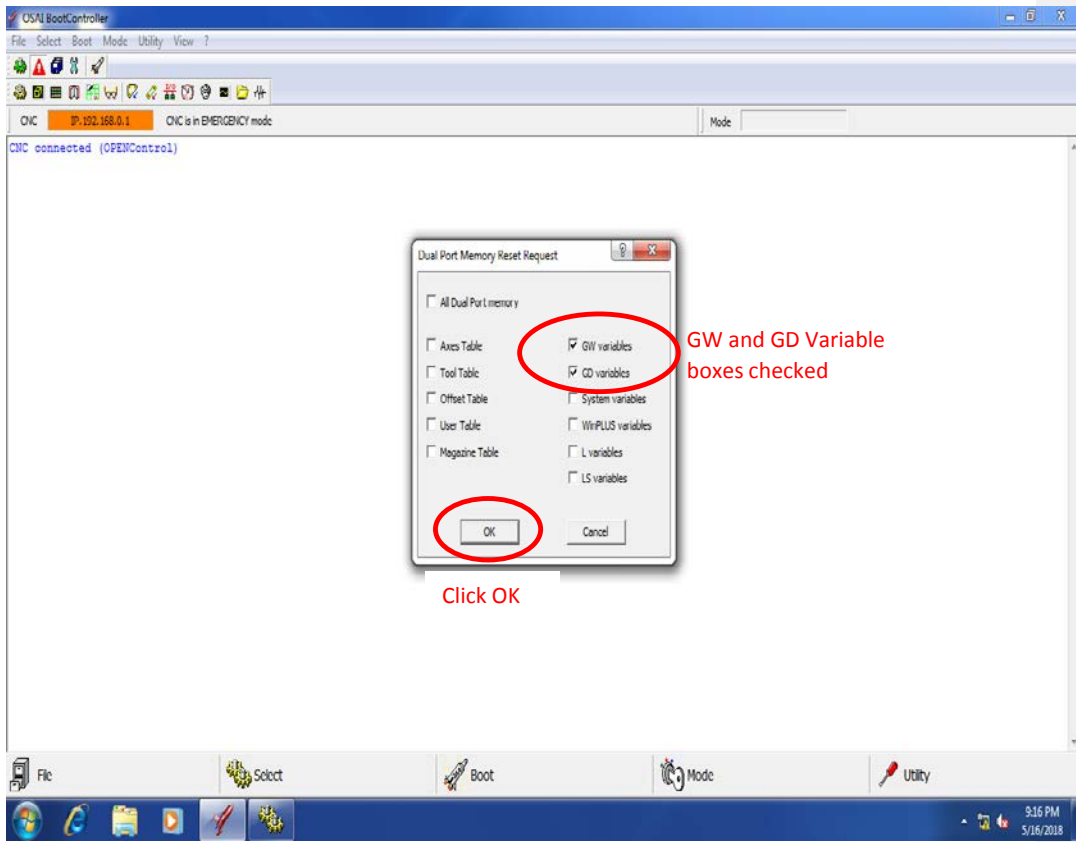 OSAI BootController
File Select Boot Mode Utility View ?
CNC IP.192.168.0.1 CNC is in EMERGENCY mode Mode
CNC connected (OPENControl)
Dual Port Memory Reset Request
All Dual Port memory
Axes Table GW variables
Tool Table GD variables
Offset Table System variables
User Table WinPLUS variables
Magazine Table L variables
LS variables
OK Cancel
GW and GD Variable
boxes checked
Click OK
File Select Boot Mode Utility
9:16 PM
5/16/2018